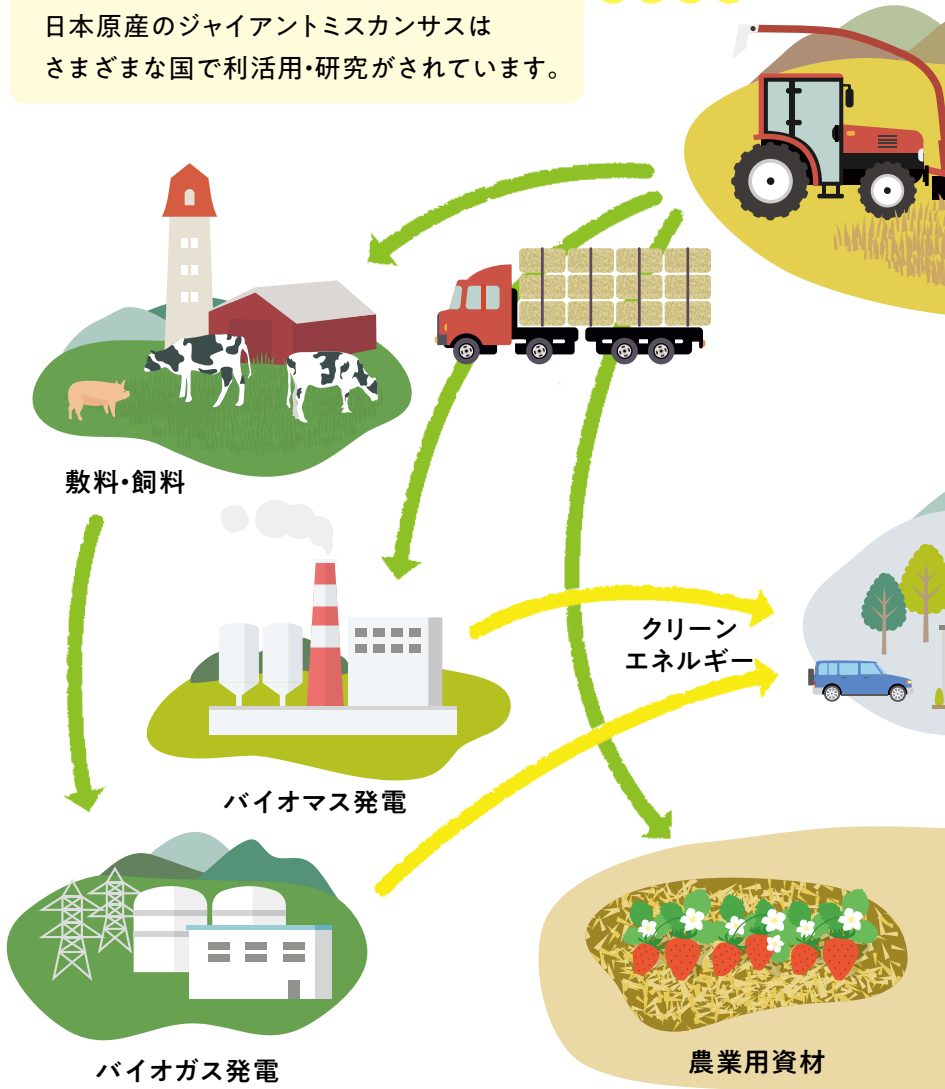 日本原産のジャイアントミスカンサスは
さまざまな国で利活用・研究がされています。
敷料・飼料
クリーン
エネルギー
バイオマス発電
バイオガス発電
農業用資材